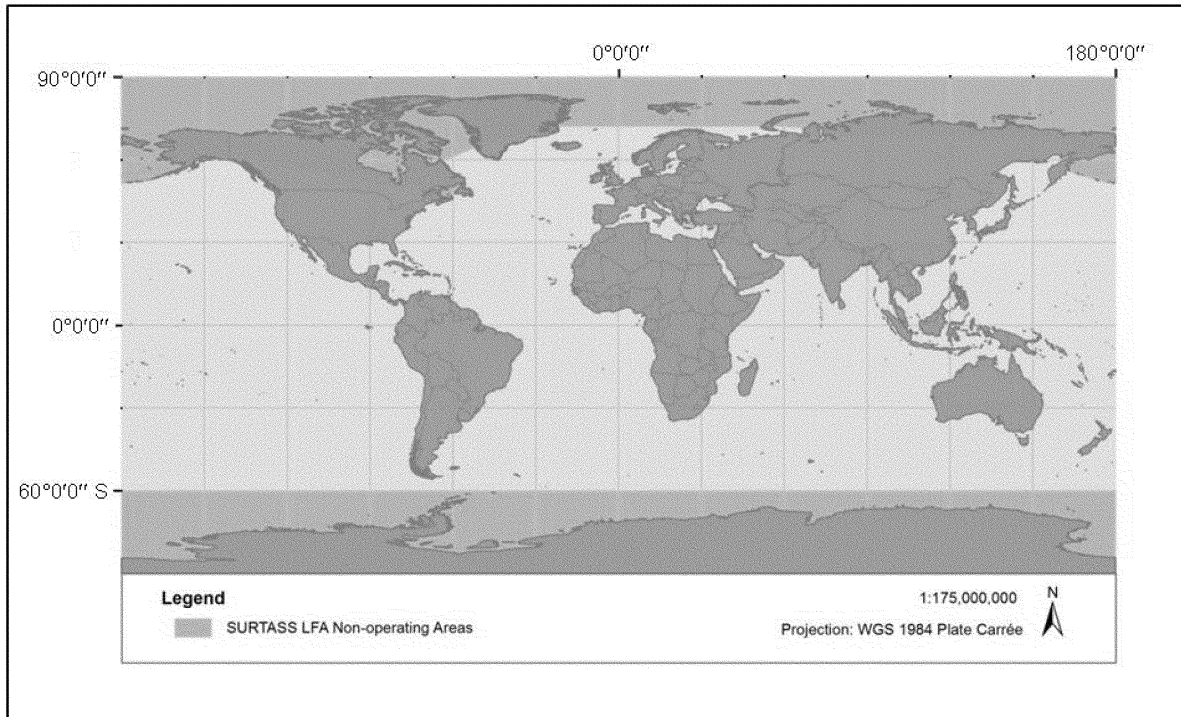 0°0'0"
180°0'0"
90°0'0"
0°0'0"
60°0'0" S
Legend
SURTASS LFA Non-operating Areas
1:175,000,000
N
Projection: WGS 1984 Plate Carrée